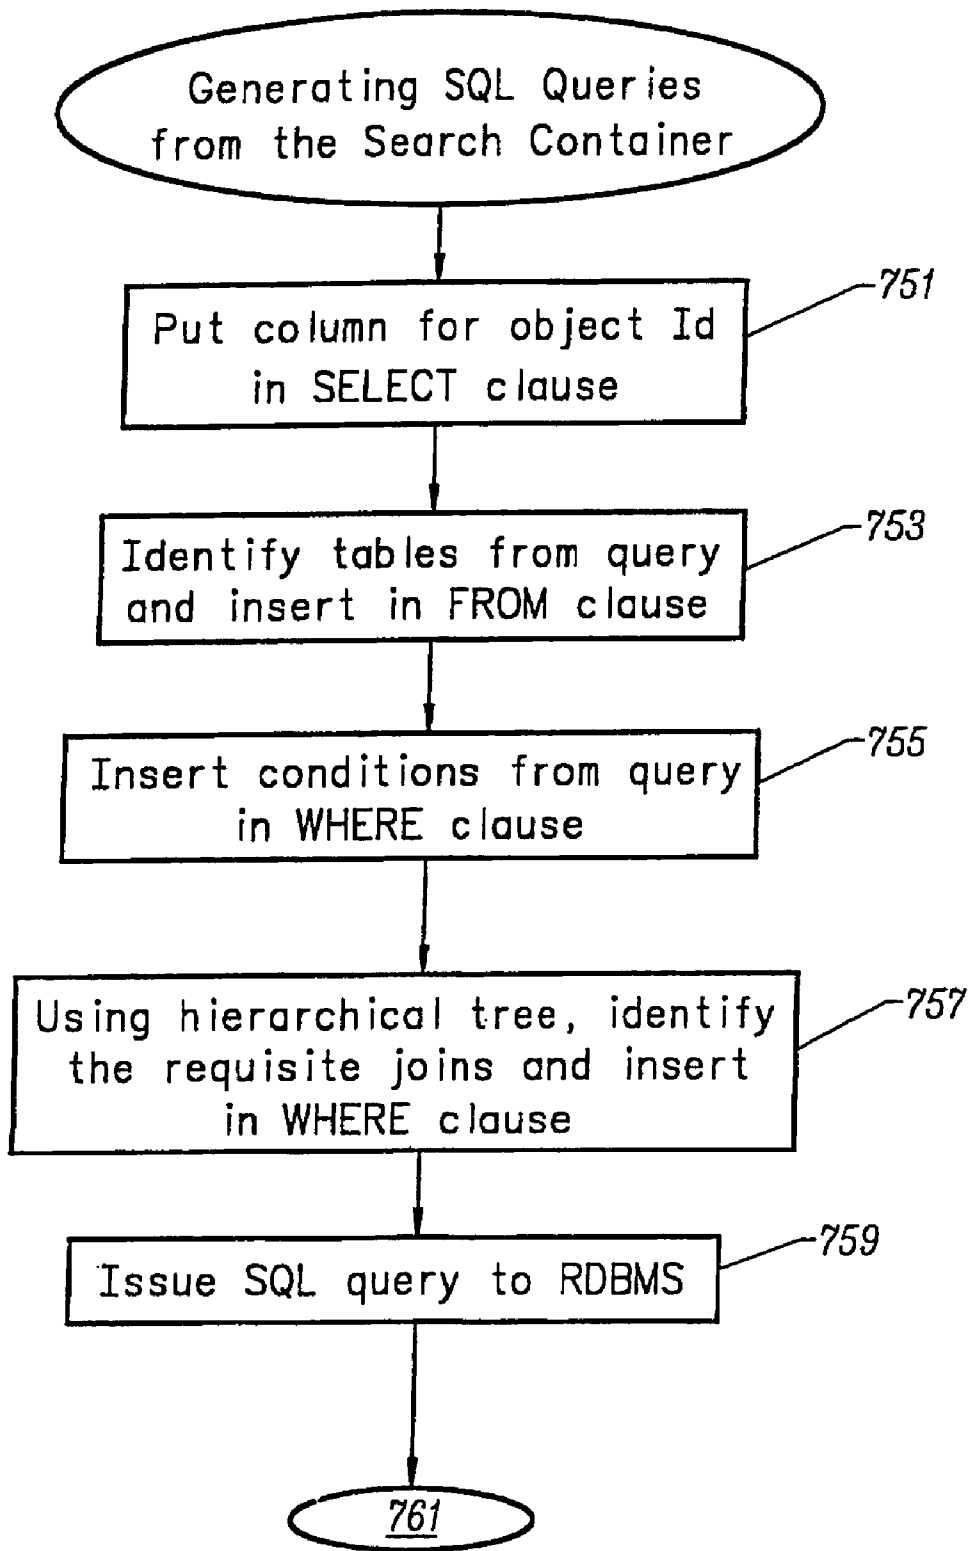 Generating SQL Queries
from the Search Container
751
Put column for object Id
in SELECT clause
753
Identify tables from query
and insert in FROM clause
755
Insert conditions from query
in WHERE clause
757
Using hierarchical tree, identify
the requisite joins and insert
in WHERE clause
759
Issue SQL query to RDBMS
761